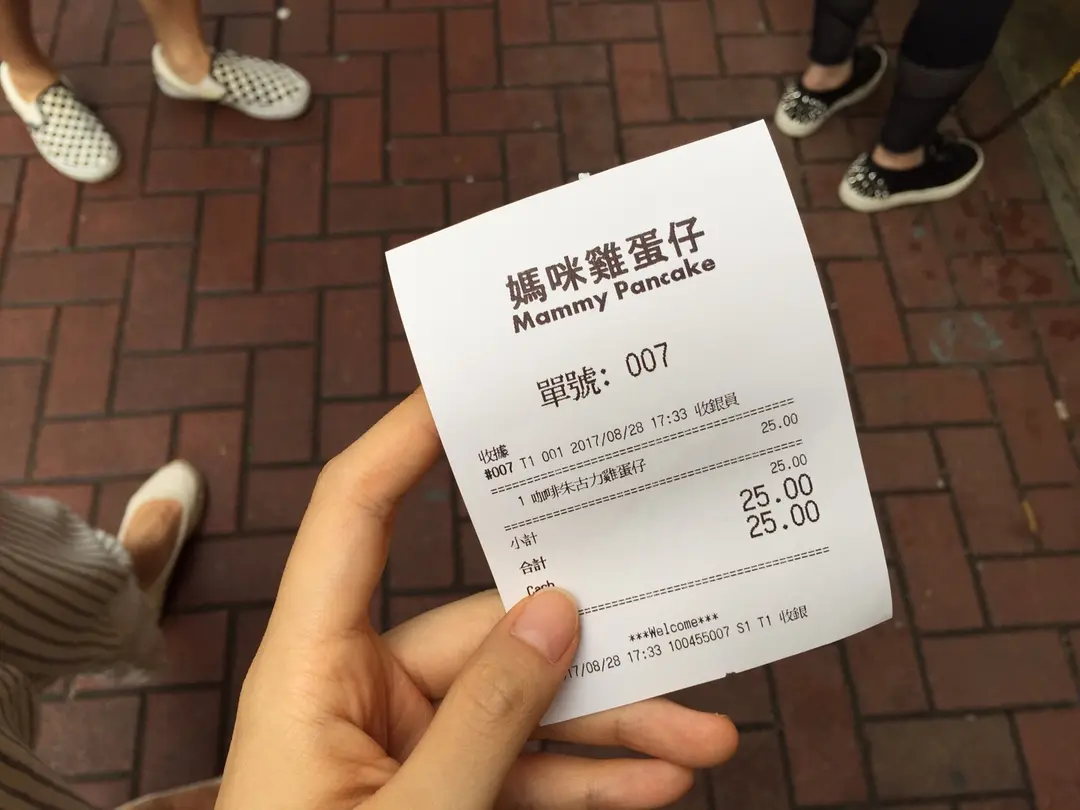 媽咪雞蛋仔
Mammy Pancake
單號: 007
收據
#007 T1 001 2017/08/28 17:33 收銀員
1 咖啡朱古力雞蛋仔 25.00
小計 25.00
合計 25.00
Cash 25.00
***Welcome***
17/08/28 17:33 100455007 S1 T1 收銀